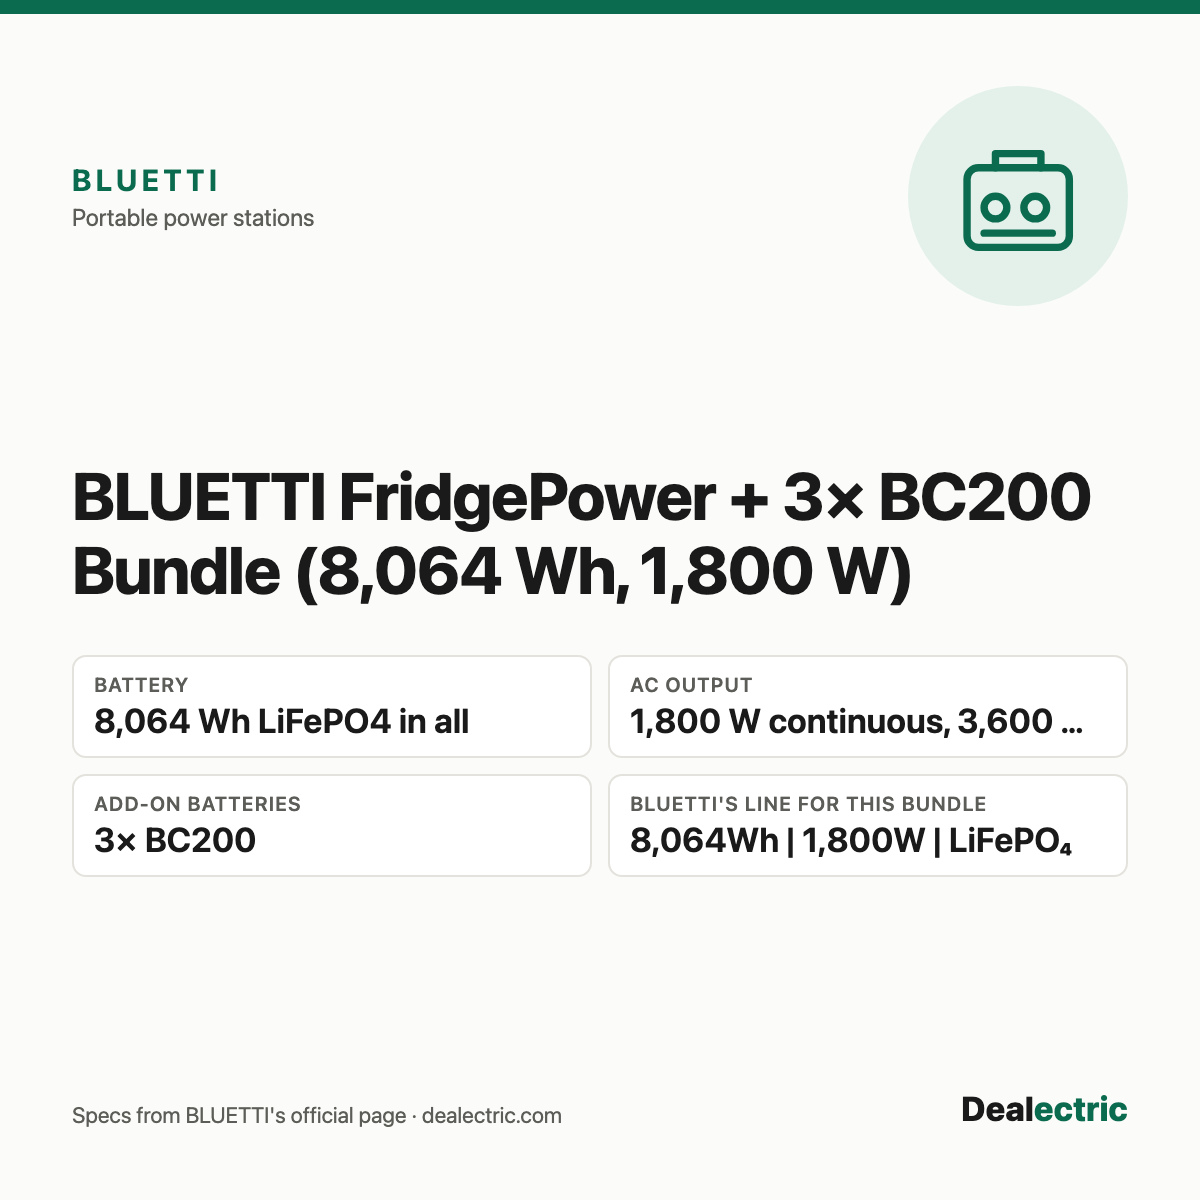 BLUETTI
Portable power stations
BLUETTI FridgePower + 3× BC200
Bundle (8,064 Wh, 1,800 W)
BATTERY
8,064 Wh LiFePO4 in all
AC OUTPUT
1,800 W continuous, 3,600 ...
ADD-ON BATTERIES
3× BC200
BLUETTI'S LINE FOR THIS BUNDLE
8,064Wh | 1,800W | LiFePO₄
Specs from BLUETTI's official page · dealectric.com
Dealectric